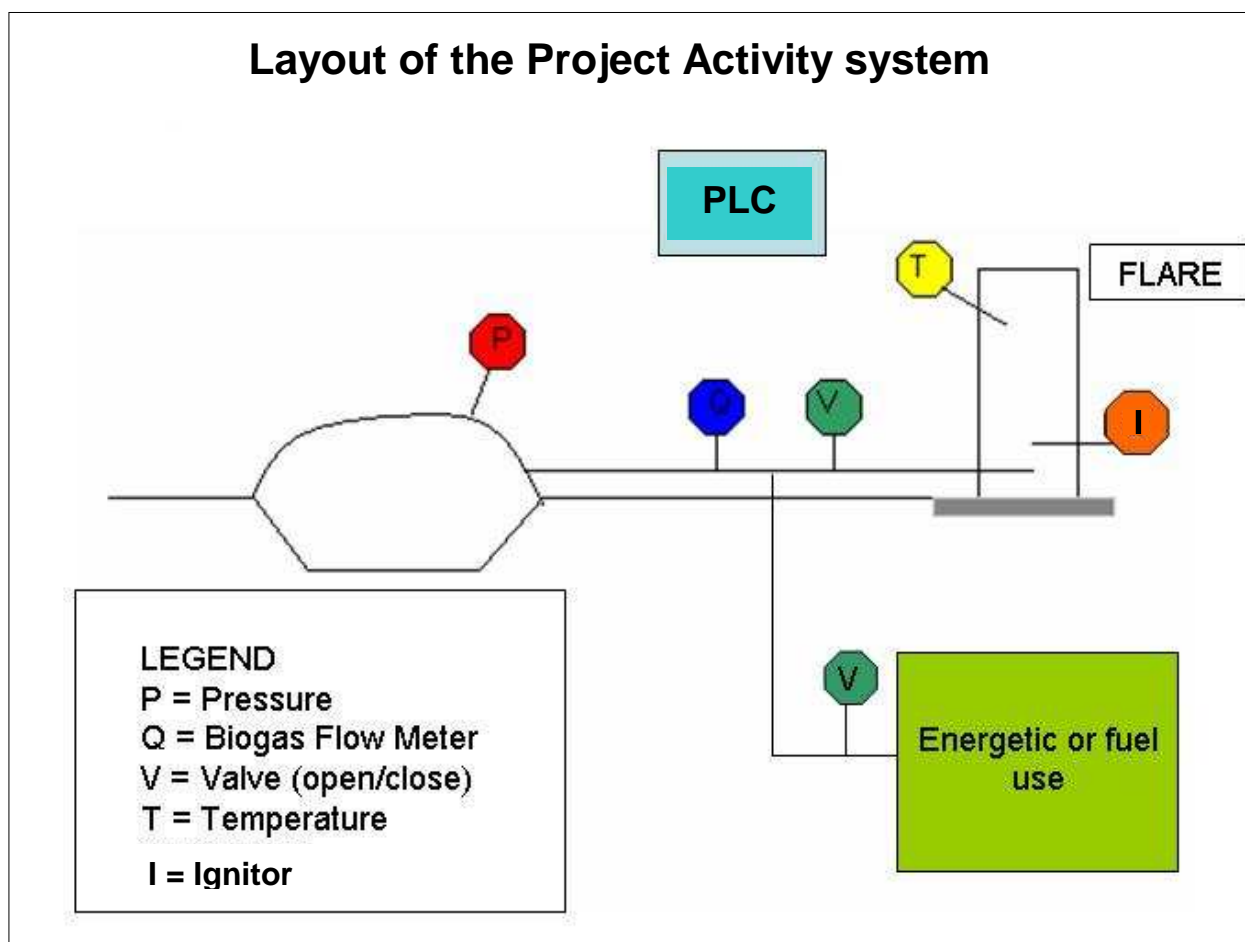 Layout of the Project Activity system
PLC
T
FLARE
P
Q
V
I
LEGEND
P = Pressure
Q = Biogas Flow Meter
V = Valve (open/close)
T = Temperature
I = Ignitor
V
Energetic or fuel
use